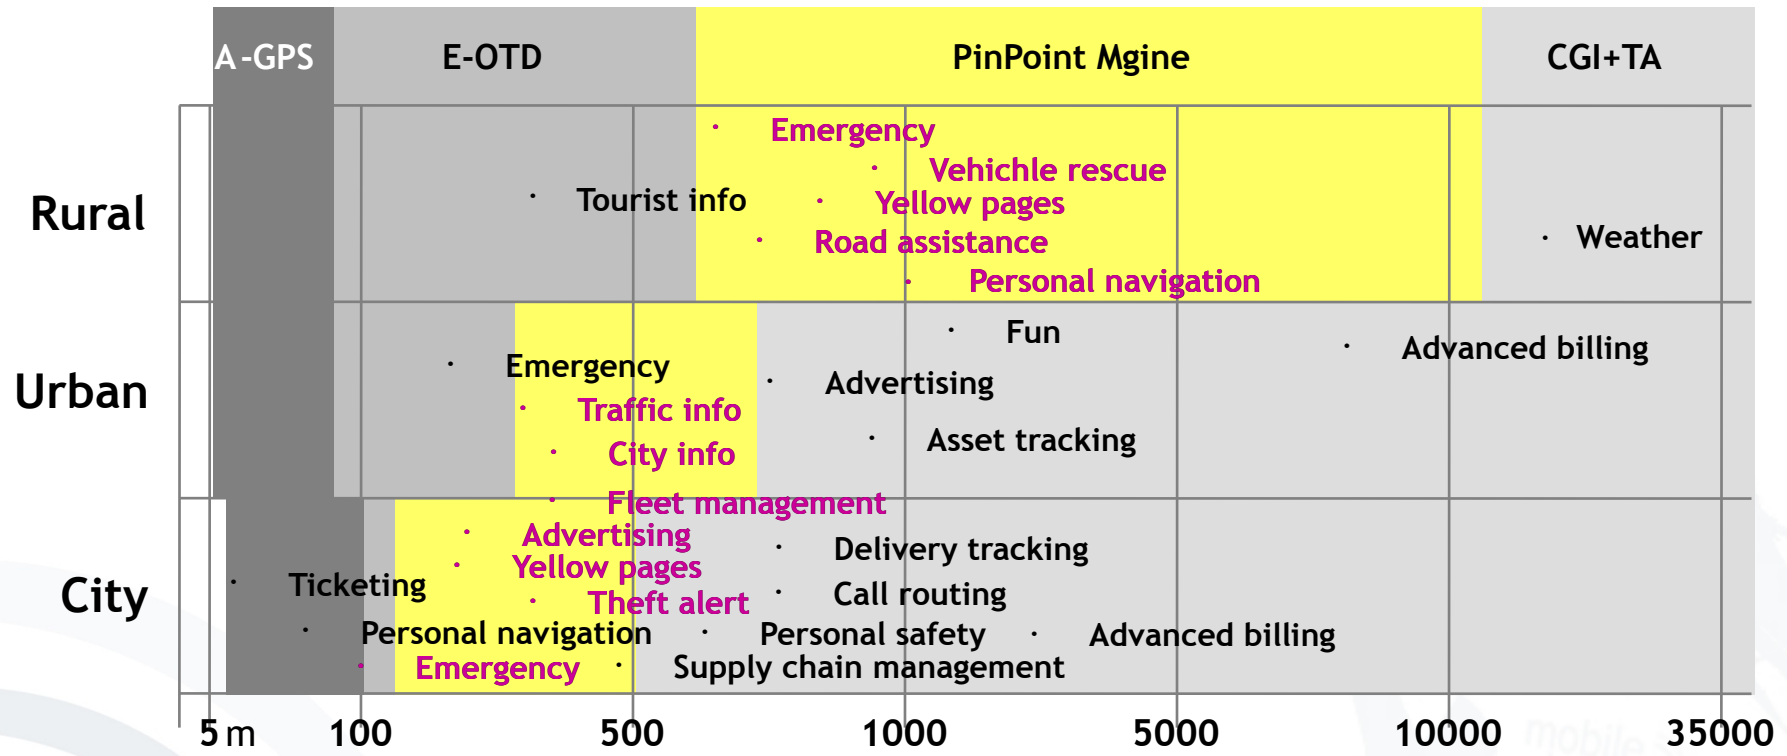 A-GPS E-OTD PinPoint Mgine CGI+TA
Rural
· Emergency
· Vehichle rescue
· Tourist info
· Yellow pages
· Road assistance
· Weather
· Personal navigation
Urban
· Fun
· Advanced billing
· Emergency
· Advertising
· Traffic info
· Asset tracking
· City info
City
· Fleet management
· Advertising
· Delivery tracking
· Yellow pages
· Ticketing
· Call routing
· Theft alert
· Personal navigation
· Personal safety
· Advanced billing
· Emergency
· Supply chain management
5 m 100 500 1000 5000 10000 35000
mobile